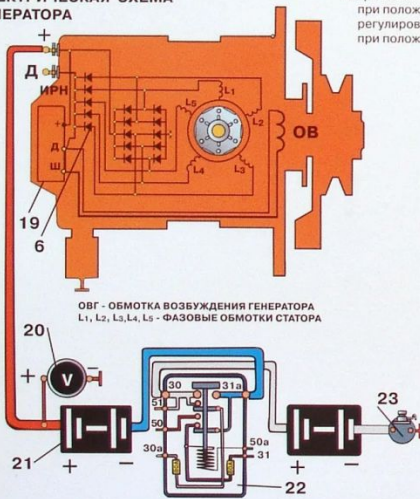 СХЕМА
при полож
регулиров
при полож
+
Д
ИРН
+
Д
Ш
L1
L2
L3
L4
L5
ОВ
19
6
ОВГ - ОБМОТКА ВОЗБУЖДЕНИЯ ГЕНЕРАТОРА
L1, L2, L3, L4, L5 - ФАЗОВЫЕ ОБМОТКИ СТАТОРА
20
+ V −
30
31а
51
50
30а
50а
31
21
+ −
22
+ −
23